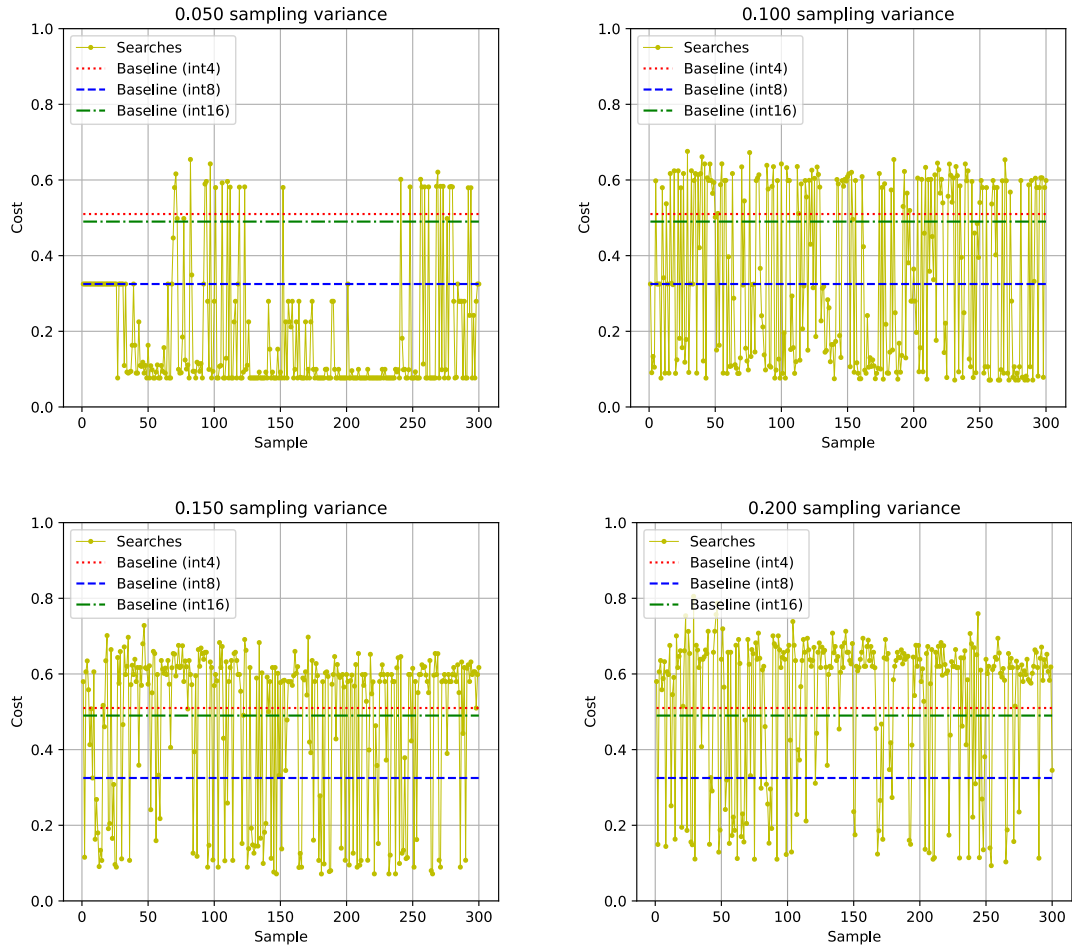 0.050 sampling variance
1.0
0.8
0.6
0.4
0.2
0.0
Cost
Searches
Baseline (int4)
Baseline (int8)
Baseline (int16)
0 50 100 150 200 250 300
Sample
0.100 sampling variance
1.0
0.8
0.6
0.4
0.2
0.0
Cost
Searches
Baseline (int4)
Baseline (int8)
Baseline (int16)
0 50 100 150 200 250 300
Sample
0.150 sampling variance
1.0
0.8
0.6
0.4
0.2
0.0
Cost
Searches
Baseline (int4)
Baseline (int8)
Baseline (int16)
0 50 100 150 200 250 300
Sample
0.200 sampling variance
1.0
0.8
0.6
0.4
0.2
0.0
Cost
Searches
Baseline (int4)
Baseline (int8)
Baseline (int16)
0 50 100 150 200 250 300
Sample